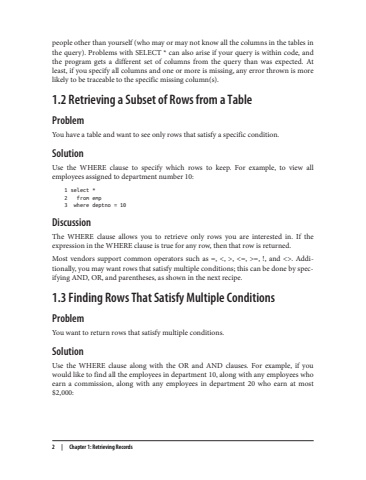 people other than yourself (who may or may not know all the columns in the tables in
the query). Problems with SELECT * can also arise if your query is within code, and
the program gets a different set of columns from the query than was expected. At
least, if you specify all columns and one or more is missing, any error thrown is more
likely to be traceable to the specific missing column(s).
1.2 Retrieving a Subset of Rows from a Table
Problem
You have a table and want to see only rows that satisfy a specific condition.
Solution
Use the WHERE clause to specify which rows to keep. For example, to view all
employees assigned to department number 10:
1 select *
2   from emp
3  where deptno = 10
Discussion
The WHERE clause allows you to retrieve only rows you are interested in. If the
expression in the WHERE clause is true for any row, then that row is returned.
Most vendors support common operators such as =, <, >, <=, >=, !, and <>. Addi-
tionally, you may want rows that satisfy multiple conditions; this can be done by spec-
ifying AND, OR, and parentheses, as shown in the next recipe.
1.3 Finding Rows That Satisfy Multiple Conditions
Problem
You want to return rows that satisfy multiple conditions.
Solution
Use the WHERE clause along with the OR and AND clauses. For example, if you
would like to find all the employees in department 10, along with any employees who
earn a commission, along with any employees in department 20 who earn at most
$2,000:
2 | Chapter 1: Retrieving Records